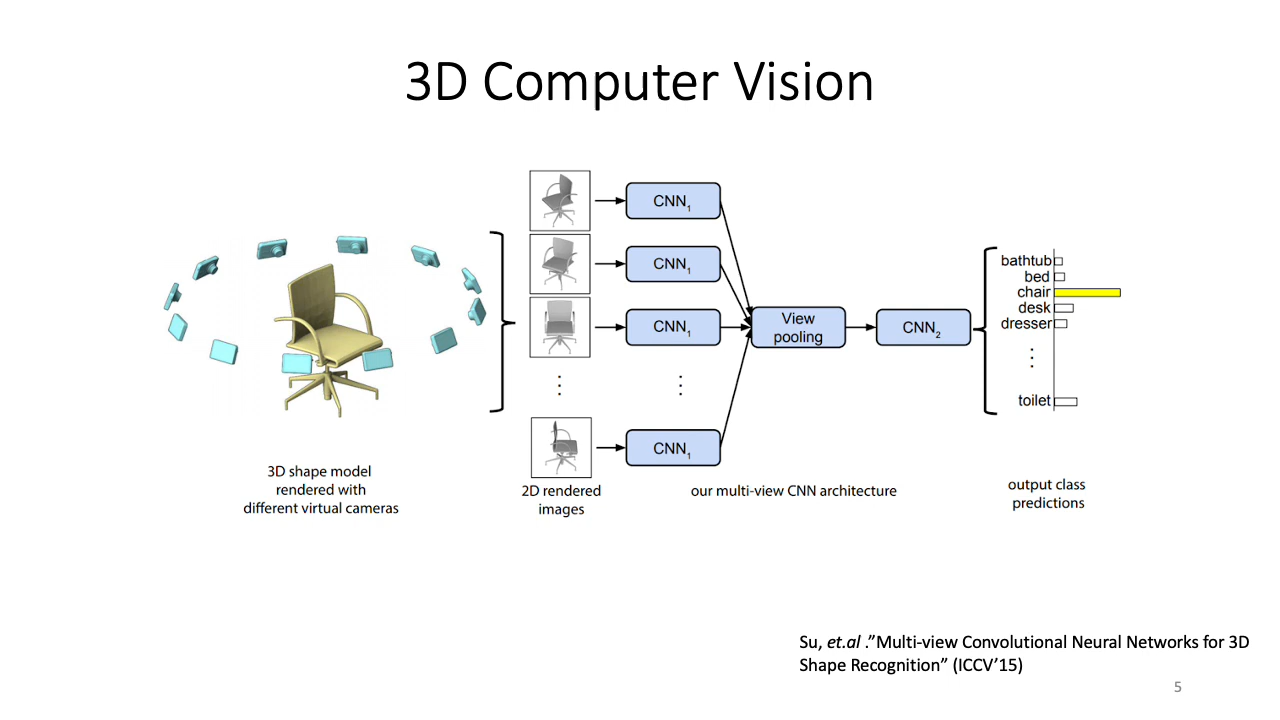 3D Computer Vision
CNN1
CNN1
CNN1
CNN1
View
pooling
CNN2
bathtub
bed
chair
desk
dresser
toilet
3D shape model
rendered with
different virtual cameras
2D rendered
images
our multi-view CNN architecture
output class
predictions
Su, et.al .”Multi-view Convolutional Neural Networks for 3D
Shape Recognition” (ICCV’15)
5